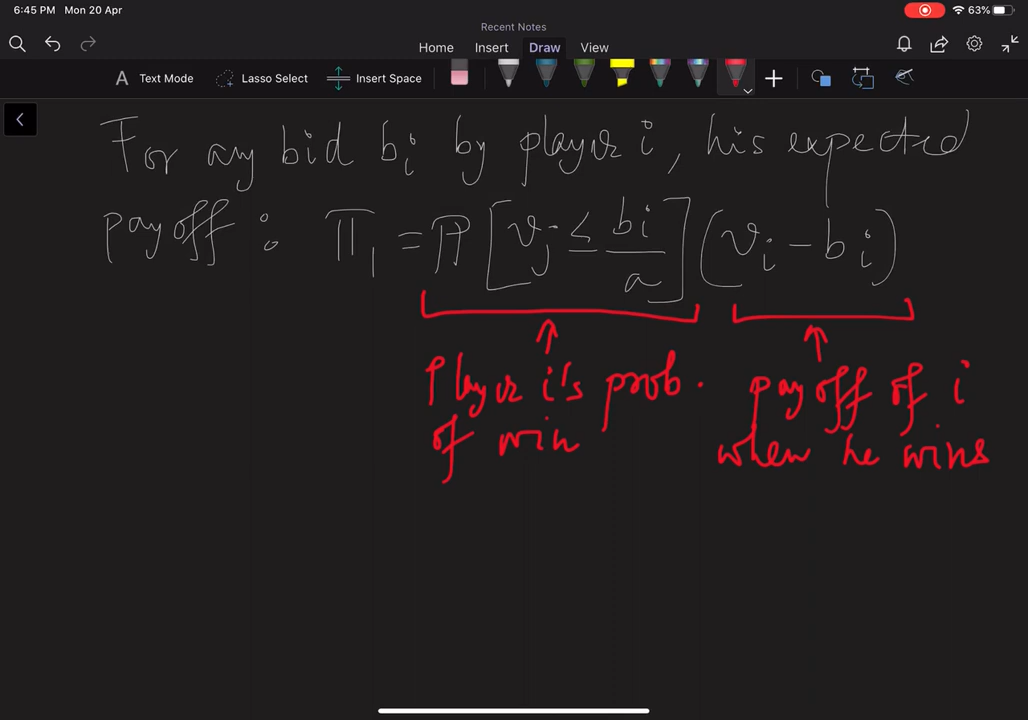 6:45 PM Mon 20 Apr
63%
Recent Notes
Home Insert Draw View
A Text Mode Lasso Select Insert Space
For any bid bi by player i, his expected
payoff : Π1 = P [vj ≤ bi/a] (vi − bi)
Player i's prob. payoff of i
of win when he wins